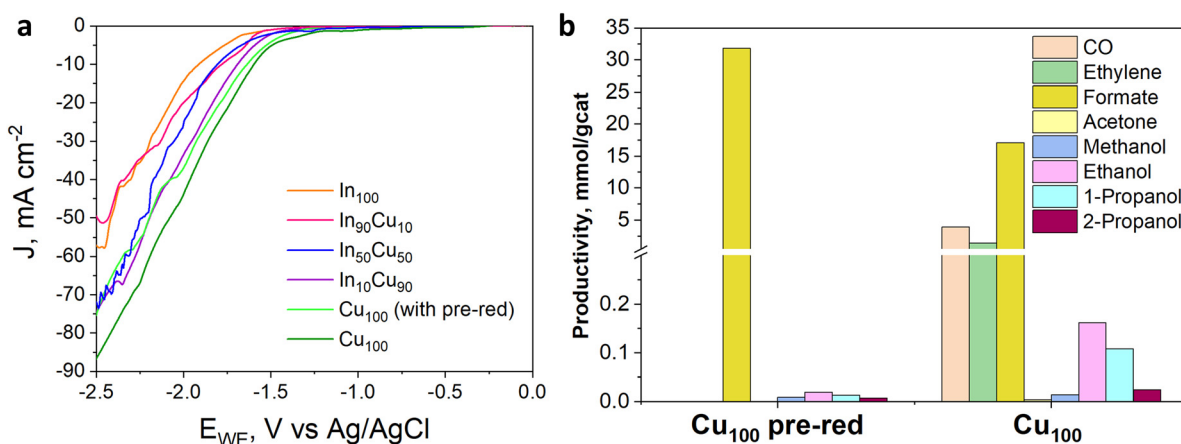 a
J, mA cm-2
0
-10
-20
-30
-40
-50
-60
-70
-80
-90
-2.5
-2.0
-1.5
-1.0
-0.5
0.0
E_WE, V vs Ag/AgCl
In100
In90Cu10
In50Cu50
In10Cu90
Cu100 (with pre-red)
Cu100
b
Productivity, mmol/gcat
35
30
25
20
15
10
5
0.2
0.1
0.0
Cu100 pre-red
Cu100
CO
Ethylene
Formate
Acetone
Methanol
Ethanol
1-Propanol
2-Propanol